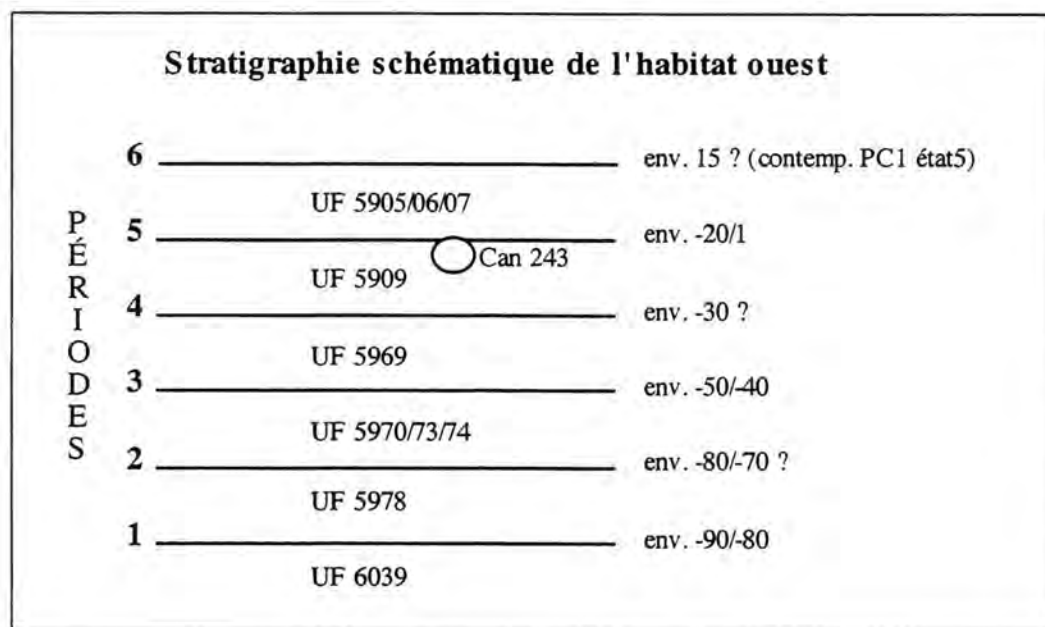 Stratigraphie schématique de l'habitat ouest
PÉRIODES
6 env. 15 ? (contemp. PC1 état5)
UF 5905/06/07
5 env. -20/1
Can 243
UF 5909
4 env. -30 ?
UF 5969
3 env. -50/-40
UF 5970/73/74
2 env. -80/-70 ?
UF 5978
1 env. -90/-80
UF 6039